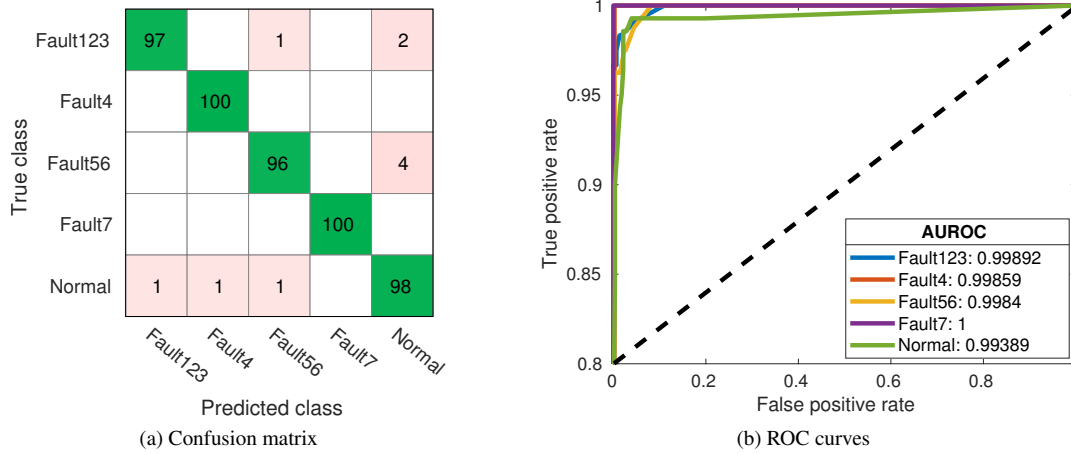 True class
Fault123
97
1
2
Fault4
100
Fault56
96
4
Fault7
100
Normal
1
1
1
98
Fault123
Fault4
Fault56
Fault7
Normal
Predicted class
(a) Confusion matrix
True positive rate
1
0.95
0.9
0.85
0.8
AUROC
Fault123: 0.99892
Fault4: 0.99859
Fault56: 0.9984
Fault7: 1
Normal: 0.99389
0
0.2
0.4
0.6
0.8
False positive rate
(b) ROC curves